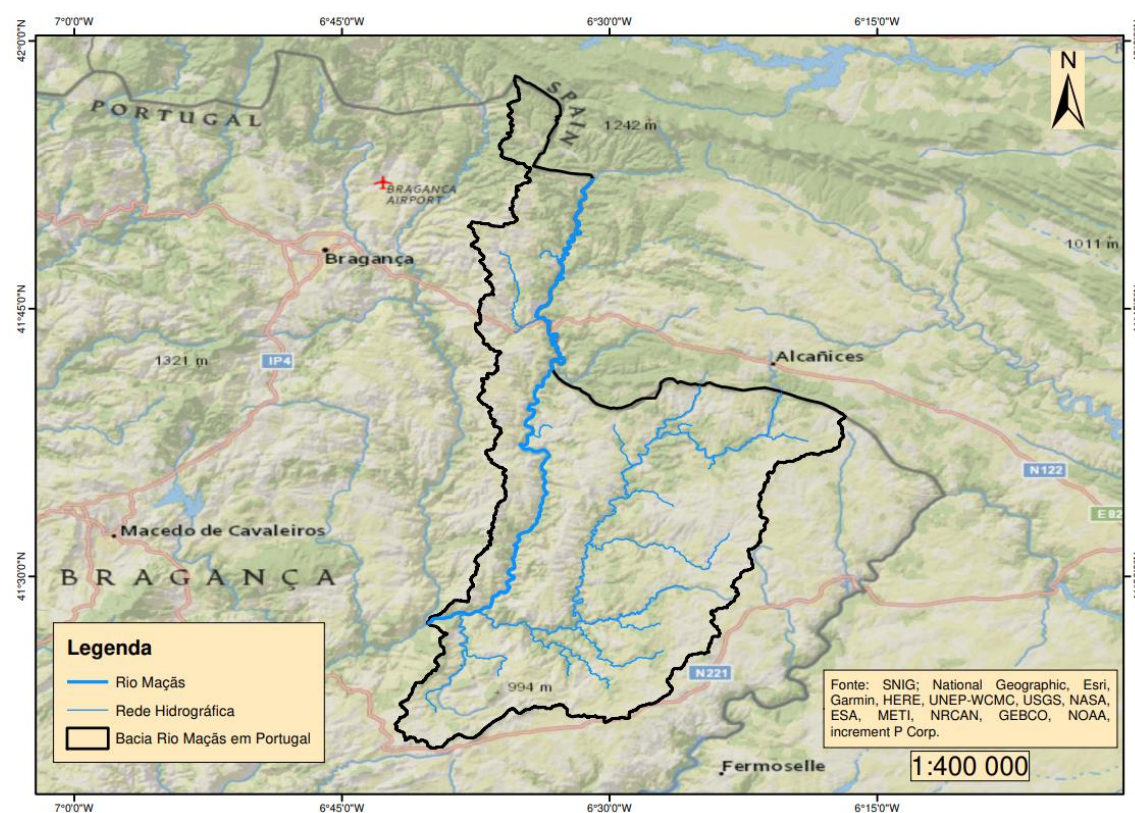 7°0'0"W 6°45'0"W 6°30'0"W 6°15'0"W
42°0'0"N
N
PORTUGAL
SPAIN
1242 m
BRAGANCA
AIRPORT
Bragança
1011 m
41°45'0"N
1321 m
IP4
Alcañices
N122
E82
Macedo de Cavaleiros
41°30'0"N
BRAGANÇA
Legenda
Rio Maçãs
Rede Hidrográfica
Bacia Rio Maçãs em Portugal
994 m
N221
Fonte: SNIG; National Geographic, Esri,
Garmin, HERE, UNEP-WCMC, USGS, NASA,
ESA, METI, NRCAN, GEBCO, NOAA,
increment P Corp.
Fermoselle
1:400 000
7°0'0"W 6°45'0"W 6°30'0"W 6°15'0"W